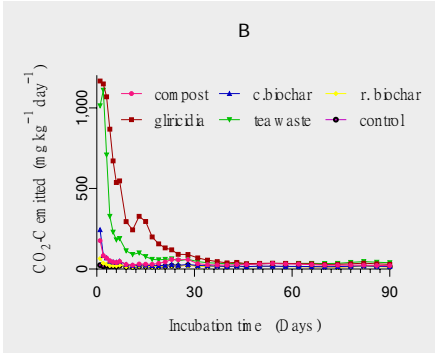 B
CO₂-C emitted (mg kg⁻¹ day⁻¹)
1,000
500
0
compost c.biochar r.biochar
gliricidia tea waste control
0 30 60 90
Incubation time (Days)